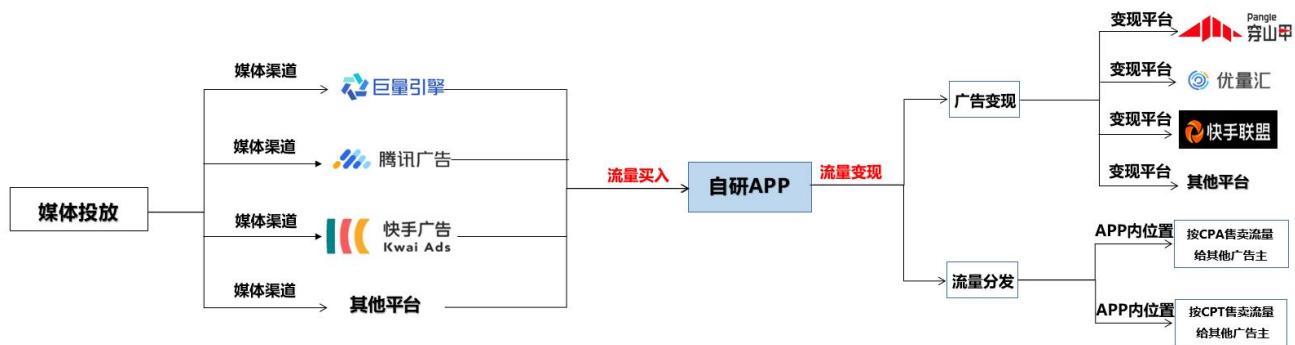 媒体投放
媒体渠道
巨量引擎
媒体渠道
腾讯广告
媒体渠道
快手广告
Kwai Ads
媒体渠道
其他平台
流量买入
自研APP
流量变现
广告变现
变现平台
Pangle
穿山甲
变现平台
优量汇
变现平台
快手联盟
变现平台
其他平台
流量分发
APP内位置
按CPA售卖流量
给其他广告主
APP内位置
按CPT售卖流量
给其他广告主